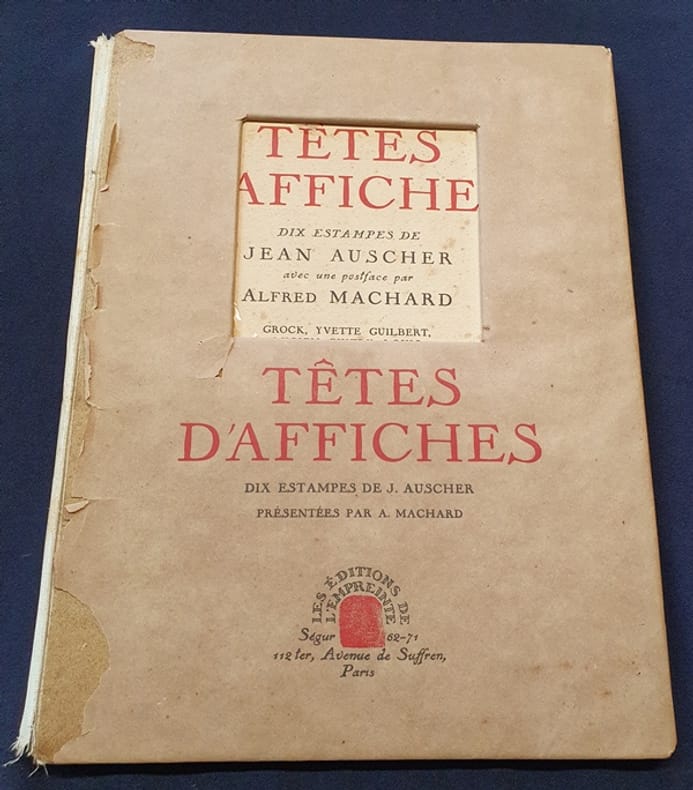 TÊTES
AFFICHE
DIX ESTAMPES DE
JEAN AUSCHER
avec une postface par
ALFRED MACHARD
GROCK, YVETTE GUILBERT,
TÊTES
D'AFFICHES
DIX ESTAMPES DE J. AUSCHER
PRÉSENTÉES PAR A. MACHARD
LES ÉDITIONS DE
L'EMPREINTE
Ségur 62-71
112 ter, Avenue de Suffren,
Paris